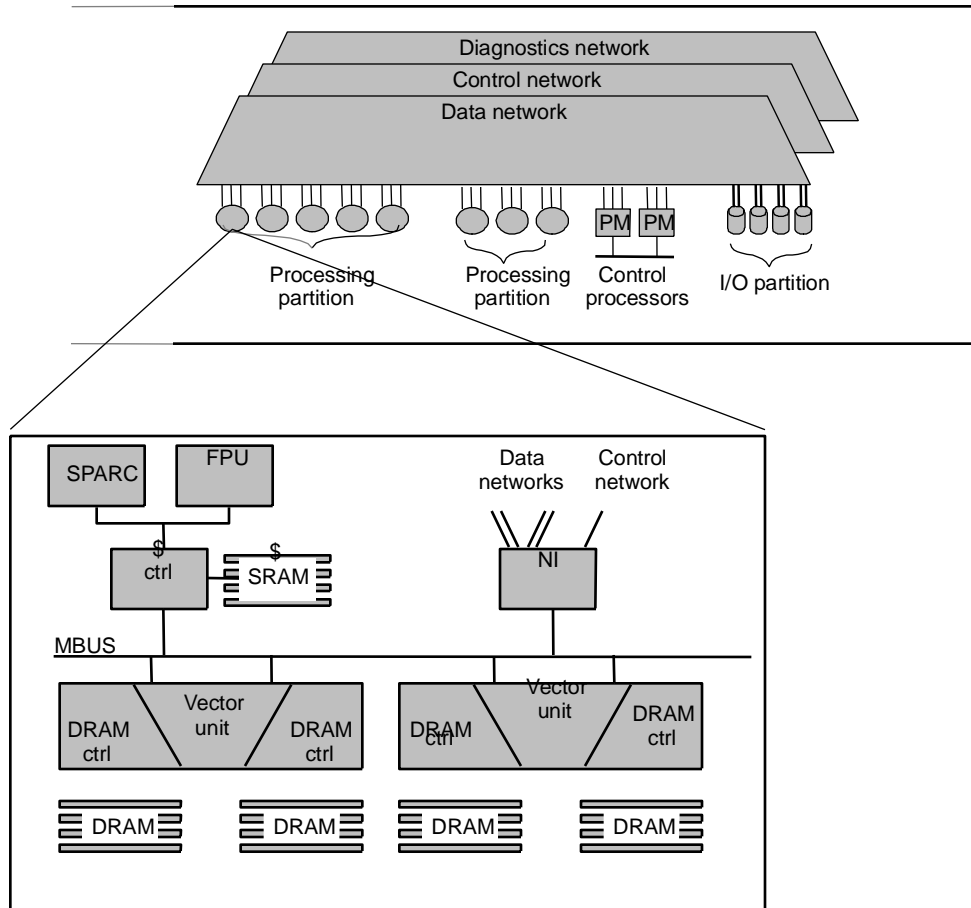 Diagnostics network
Control network
Data network
PM PM
Processing partition
Processing partition
Control processors
I/O partition
SPARC
FPU
Data networks
Control network
$ ctrl
$ SRAM
NI
MBUS
DRAM ctrl
Vector unit
DRAM ctrl
DRAM ctrl
Vector unit
DRAM ctrl
DRAM
DRAM
DRAM
DRAM